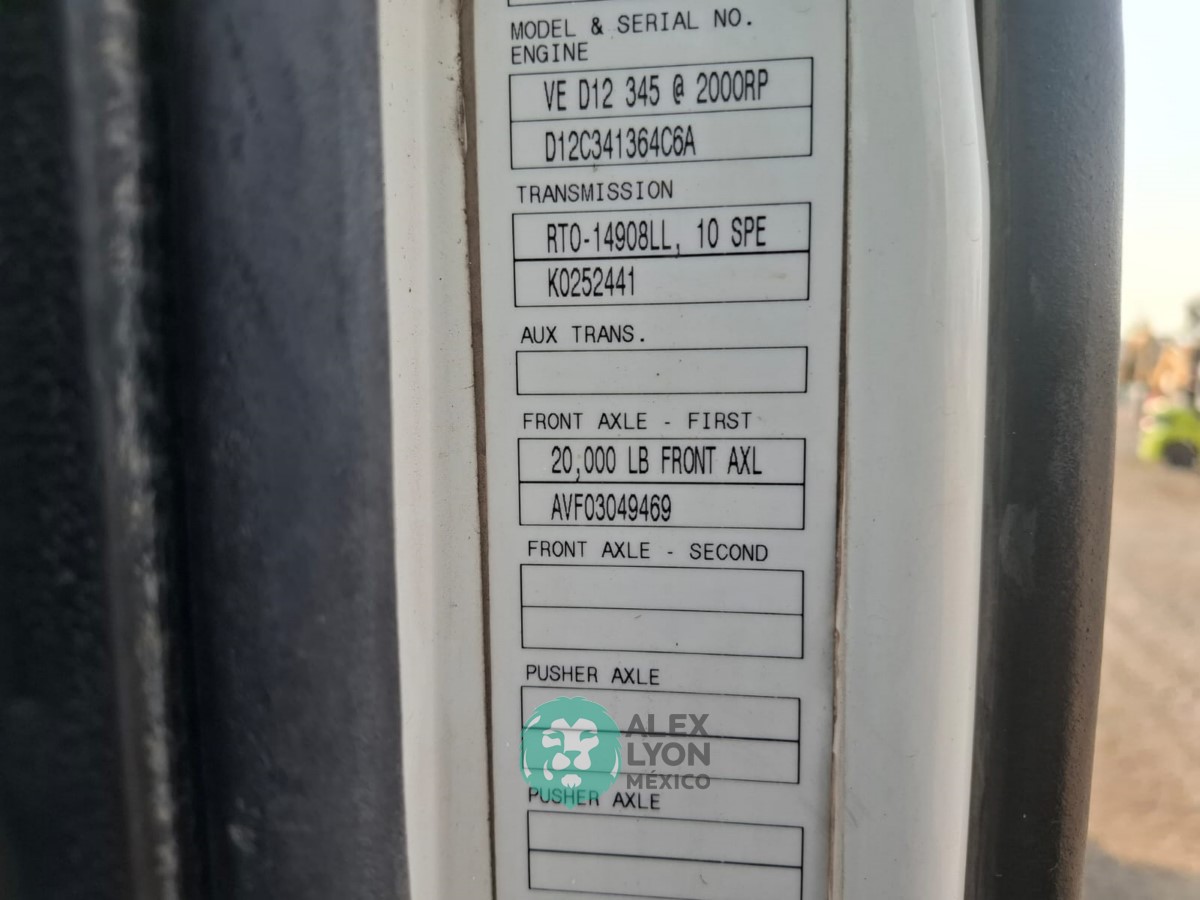 MODEL & SERIAL NO.
ENGINE
VE D12 345 @ 2000RP
D12C341364C6A
TRANSMISSION
RTO-14908LL, 10 SPE
K0252441
AUX TRANS.
FRONT AXLE - FIRST
20,000 LB FRONT AXL
AVF03049469
FRONT AXLE - SECOND
PUSHER AXLE
ALEX
LYON
MÉXICO
PUSHER AXLE